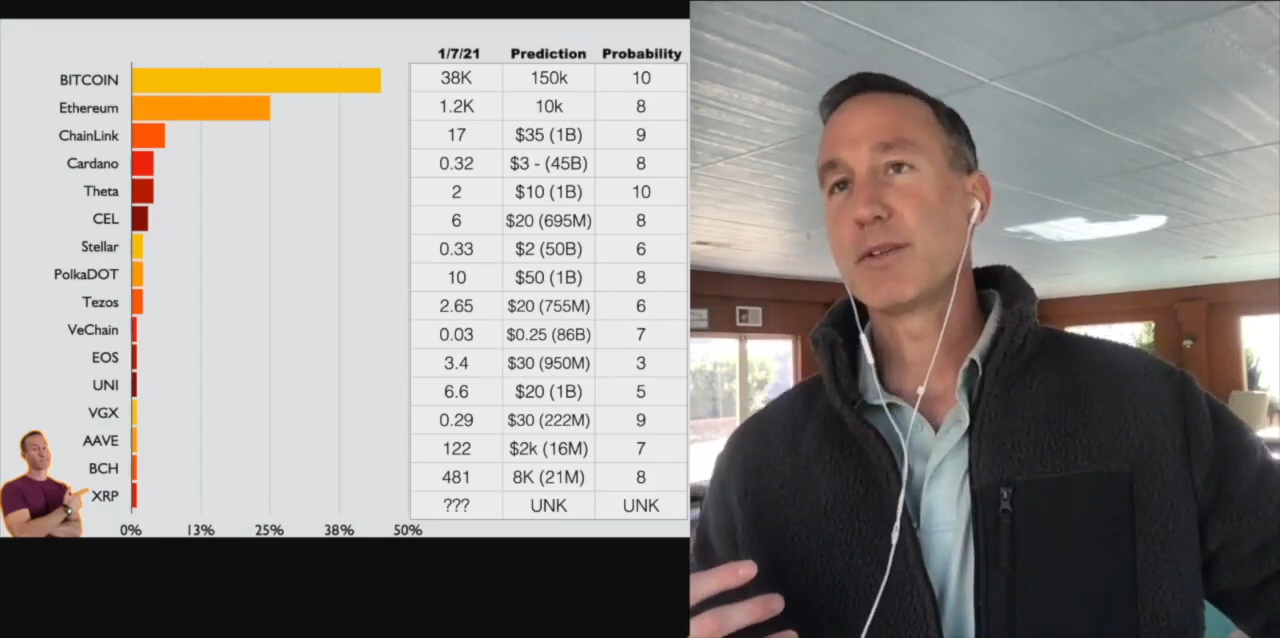 1/7/21 Prediction Probability
BITCOIN 38K 150k 10
Ethereum 1.2K 10k 8
ChainLink 17 $35 (1B) 9
Cardano 0.32 $3 - (45B) 8
Theta 2 $10 (1B) 10
CEL 6 $20 (695M) 8
Stellar 0.33 $2 (50B) 6
PolkaDOT 10 $50 (1B) 8
Tezos 2.65 $20 (755M) 6
VeChain 0.03 $0.25 (86B) 7
EOS 3.4 $30 (950M) 3
UNI 6.6 $20 (1B) 5
VGX 0.29 $30 (222M) 9
AAVE 122 $2k (16M) 7
BCH 481 8K (21M) 8
XRP ??? UNK UNK
0% 13% 25% 38% 50%